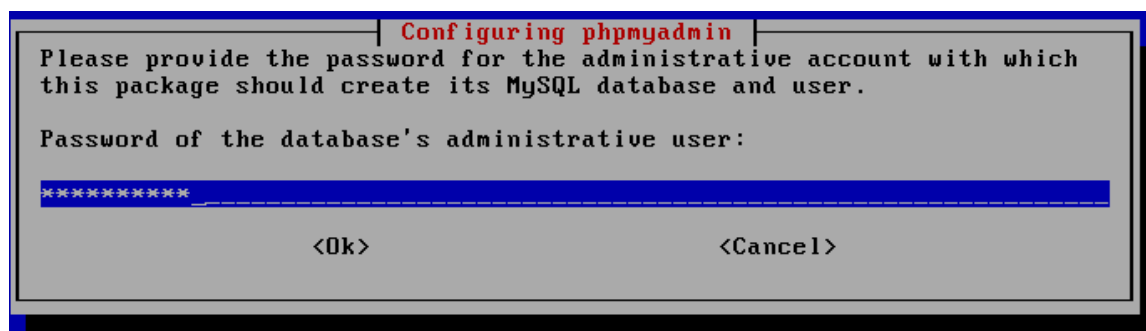 Configuring phpmyadmin
Please provide the password for the administrative account with which
this package should create its MySQL database and user.
Password of the database's administrative user:
**********
<Ok> <Cancel>